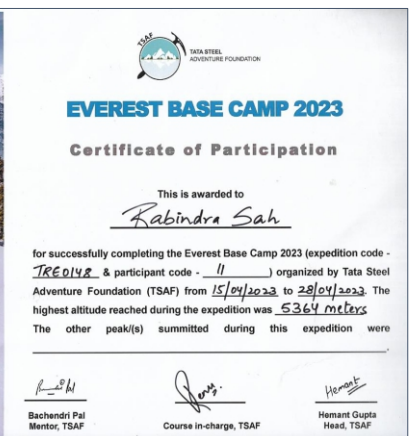 TSAF
TATA STEEL
ADVENTURE FOUNDATION
EVEREST BASE CAMP 2023
Certificate of Participation
This is awarded to
Rabindra Sah
for successfully completing the Everest Base Camp 2023 (expedition code -
TRE0148 & participant code - 11 ) organized by Tata Steel
Adventure Foundation (TSAF) from 15/04/2023 to 28/04/2023. The
highest altitude reached during the expedition was 5364 meters
The other peak/(s) summitted during this expedition were
Hemant
Bachendri Pal
Mentor, TSAF
Course in-charge, TSAF
Hemant Gupta
Head, TSAF